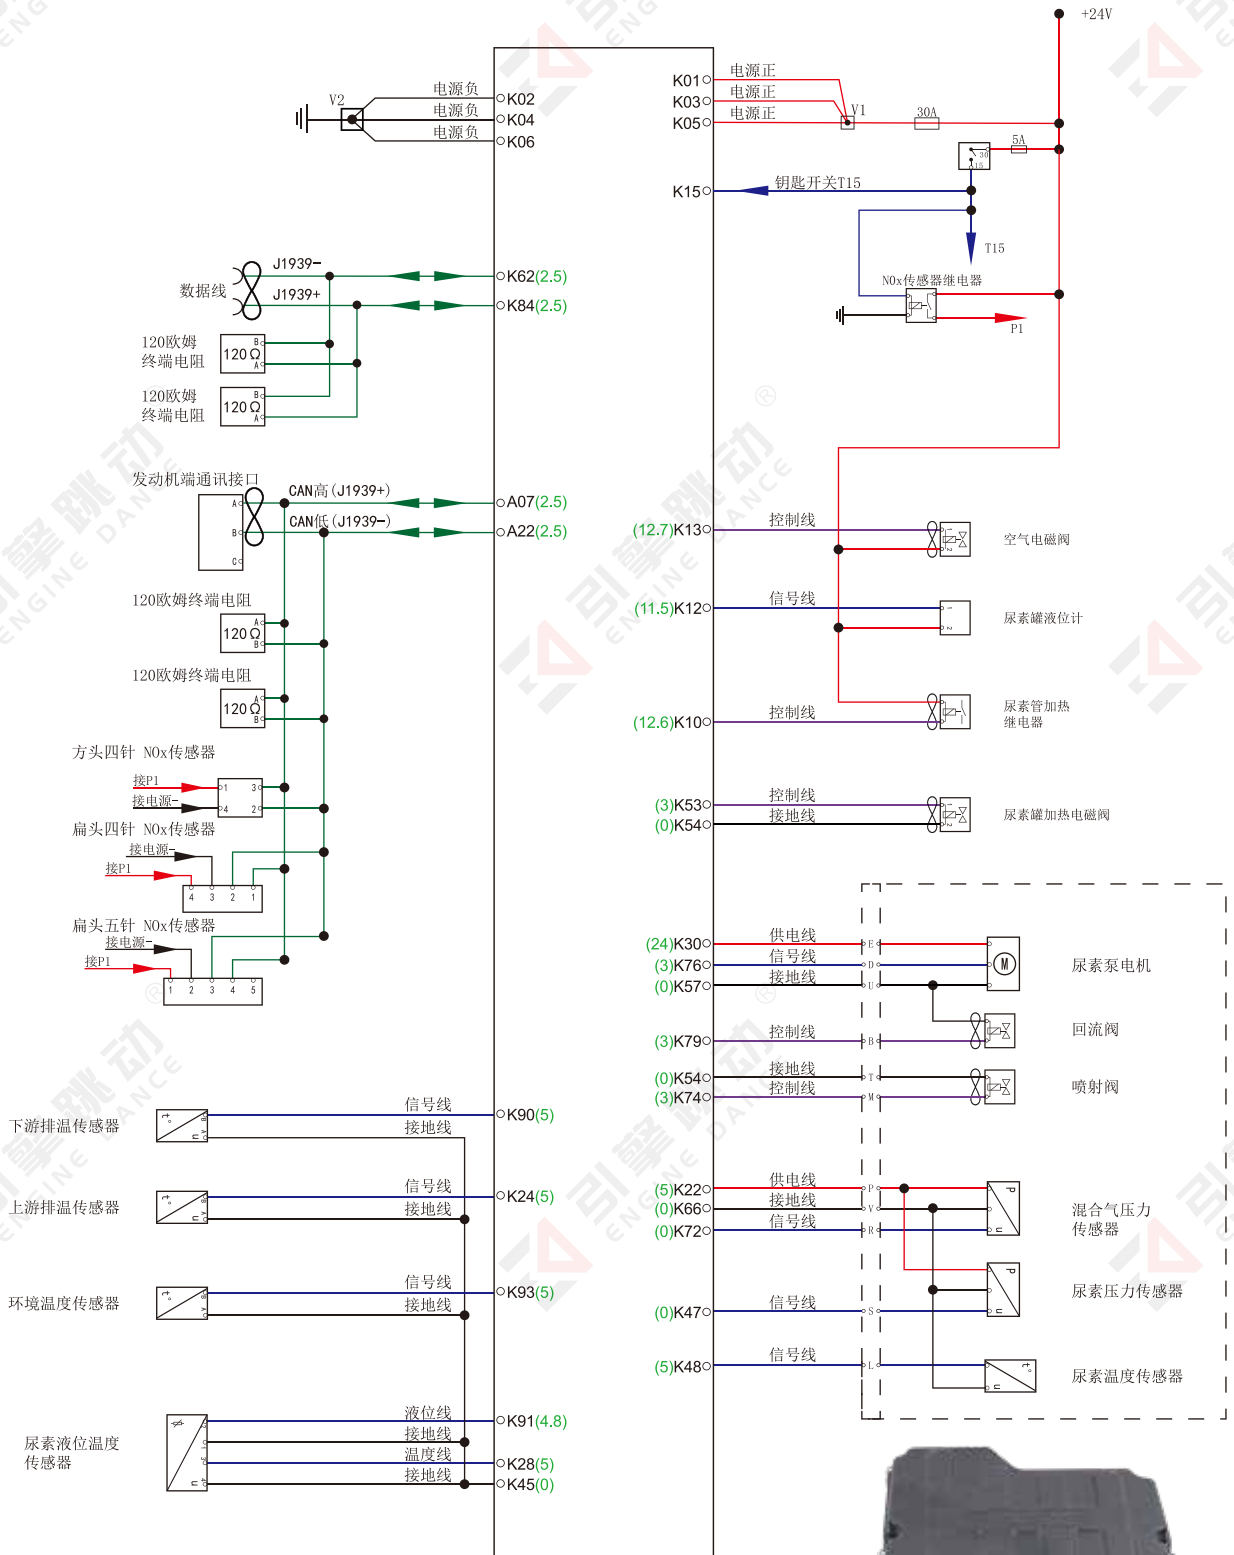 +24V
电源正
K01
电源负
K02
V2
电源正
K03
V1
30A
电源负
K04
电源正
K05
电源负
K06
5A
30
15
钥匙开关T15
K15
T15
J1939-
K62(2.5)
数据线
J1939+
K84(2.5)
NOx传感器继电器
P1
120欧姆
终端电阻
120Ω
B
A
120欧姆
终端电阻
120Ω
B
A
发动机端通讯接口
A
B
C
CAN高(J1939+)
A07(2.5)
CAN低(J1939-)
A22(2.5)
(12.7)K13
控制线
1
2
空气电磁阀
120欧姆终端电阻
120Ω
A
B
(11.5)K12
信号线
1
2
尿素罐液位计
120欧姆终端电阻
120Ω
A
B
(12.6)K10
控制线
尿素管加热
继电器
方头四针 NOx传感器
接P1
1
3
接电源-
4
2
(3)K53
控制线
(0)K54
接地线
1
2
尿素罐加热电磁阀
扁头四针 NOx传感器
接电源-
接P1
4 3 2 1
扁头五针 NOx传感器
接电源-
接P1
1 2 3 4 5
(24)K30
供电线
E
(3)K76
信号线
D
(0)K57
接地线
U
M
尿素泵电机
(3)K79
控制线
B
回流阀
(0)K54
接地线
T
(3)K74
控制线
M
喷射阀
下游排温传感器
t°
u
B
A
信号线
K90(5)
接地线
上游排温传感器
t°
u
B
A
信号线
K24(5)
接地线
(5)K22
供电线
P
(0)K66
接地线
V
(0)K72
信号线
R
P
u
混合气压力
传感器
环境温度传感器
t°
u
B
A
信号线
K93(5)
接地线
(0)K47
信号线
S
P
u
尿素压力传感器
(5)K48
信号线
L
t°
u
尿素温度传感器
尿素液位温度
传感器
u
1
3
4
液位线
K91(4.8)
接地线
温度线
K28(5)
接地线
K45(0)
引擎跳动
ENGINE DANCE
®